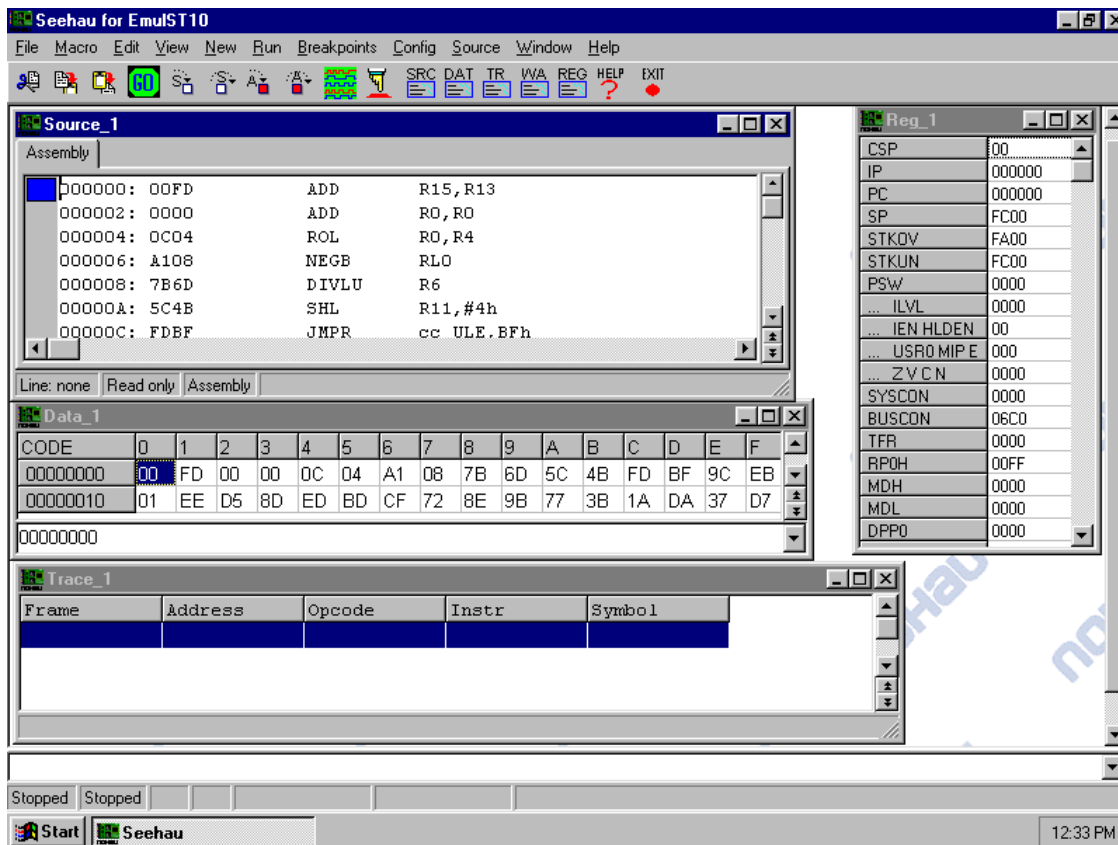 Seehau for EmulST10
File Macro Edit View New Run Breakpoints Config Source Window Help
GO S S A A SRC DAT TR WA REG HELP EXIT
Source_1
Assembly
000000: 00FD ADD R15,R13
000002: 0000 ADD R0,R0
000004: 0C04 ROL R0,R4
000006: A108 NEGB RL0
000008: 7B6D DIVLU R6
00000A: 5C4B SHL R11,#4h
00000C: FDBF JMPR cc ULE,BFh
Line: none Read only Assembly
Reg_1
CSP 00
IP 000000
PC 000000
SP FC00
STKOV FA00
STKUN FC00
PSW 0000
... ILVL 0000
... IEN HLDEN 00
... USR0 MIP E 000
... Z V C N 0000
SYSCON 0000
BUSCON 06C0
TFR 0000
RP0H 00FF
MDH 0000
MDL 0000
DPP0 0000
Data_1
CODE 0 1 2 3 4 5 6 7 8 9 A B C D E F
00000000 00 FD 00 00 0C 04 A1 08 7B 6D 5C 4B FD BF 9C EB
00000010 01 EE D5 8D ED BD CF 72 8E 9B 77 3B 1A DA 37 D7
00000000
Trace_1
Frame Address Opcode Instr Symbol
Stopped Stopped
Start Seehau 12:33 PM